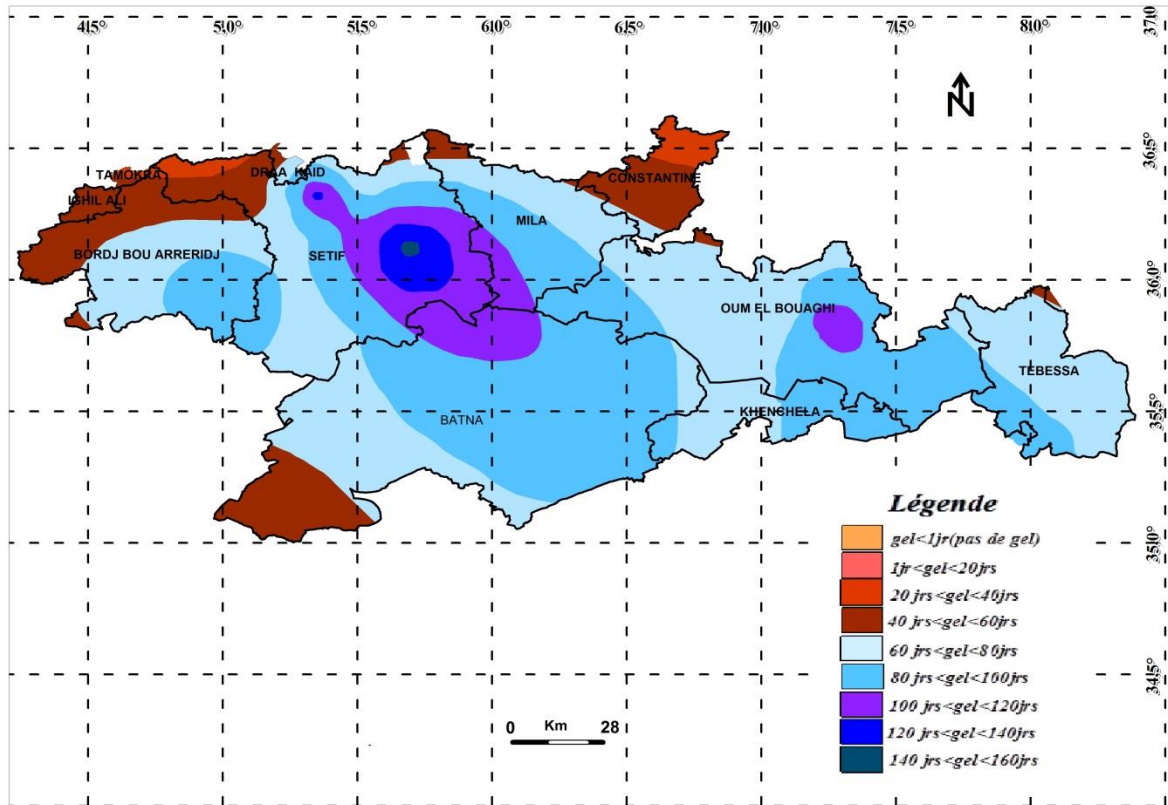 4.5° 5.0° 5.5° 6.0° 6.5° 7.0° 7.5° 8.0°
37.0°
N
36.5°
TAMOKRA
DRAA KAID
CONSTANTINE
IGHIL ALI
MILA
BORDJ BOU ARRERIDJ
SETIF
36.0°
OUM EL BOUAGHI
TEBESSA
KHENCHELA
BATNA
35.5°
Légende
gel<1jr(pas de gel)
35.0°
1jr<gel<20jrs
20 jrs<gel<40jrs
40 jrs<gel<60jrs
60 jrs<gel<80jrs
80 jrs<gel<100jrs
34.5°
100 jrs<gel<120jrs
0 Km 28
120 jrs<gel<140jrs
140 jrs<gel<160jrs